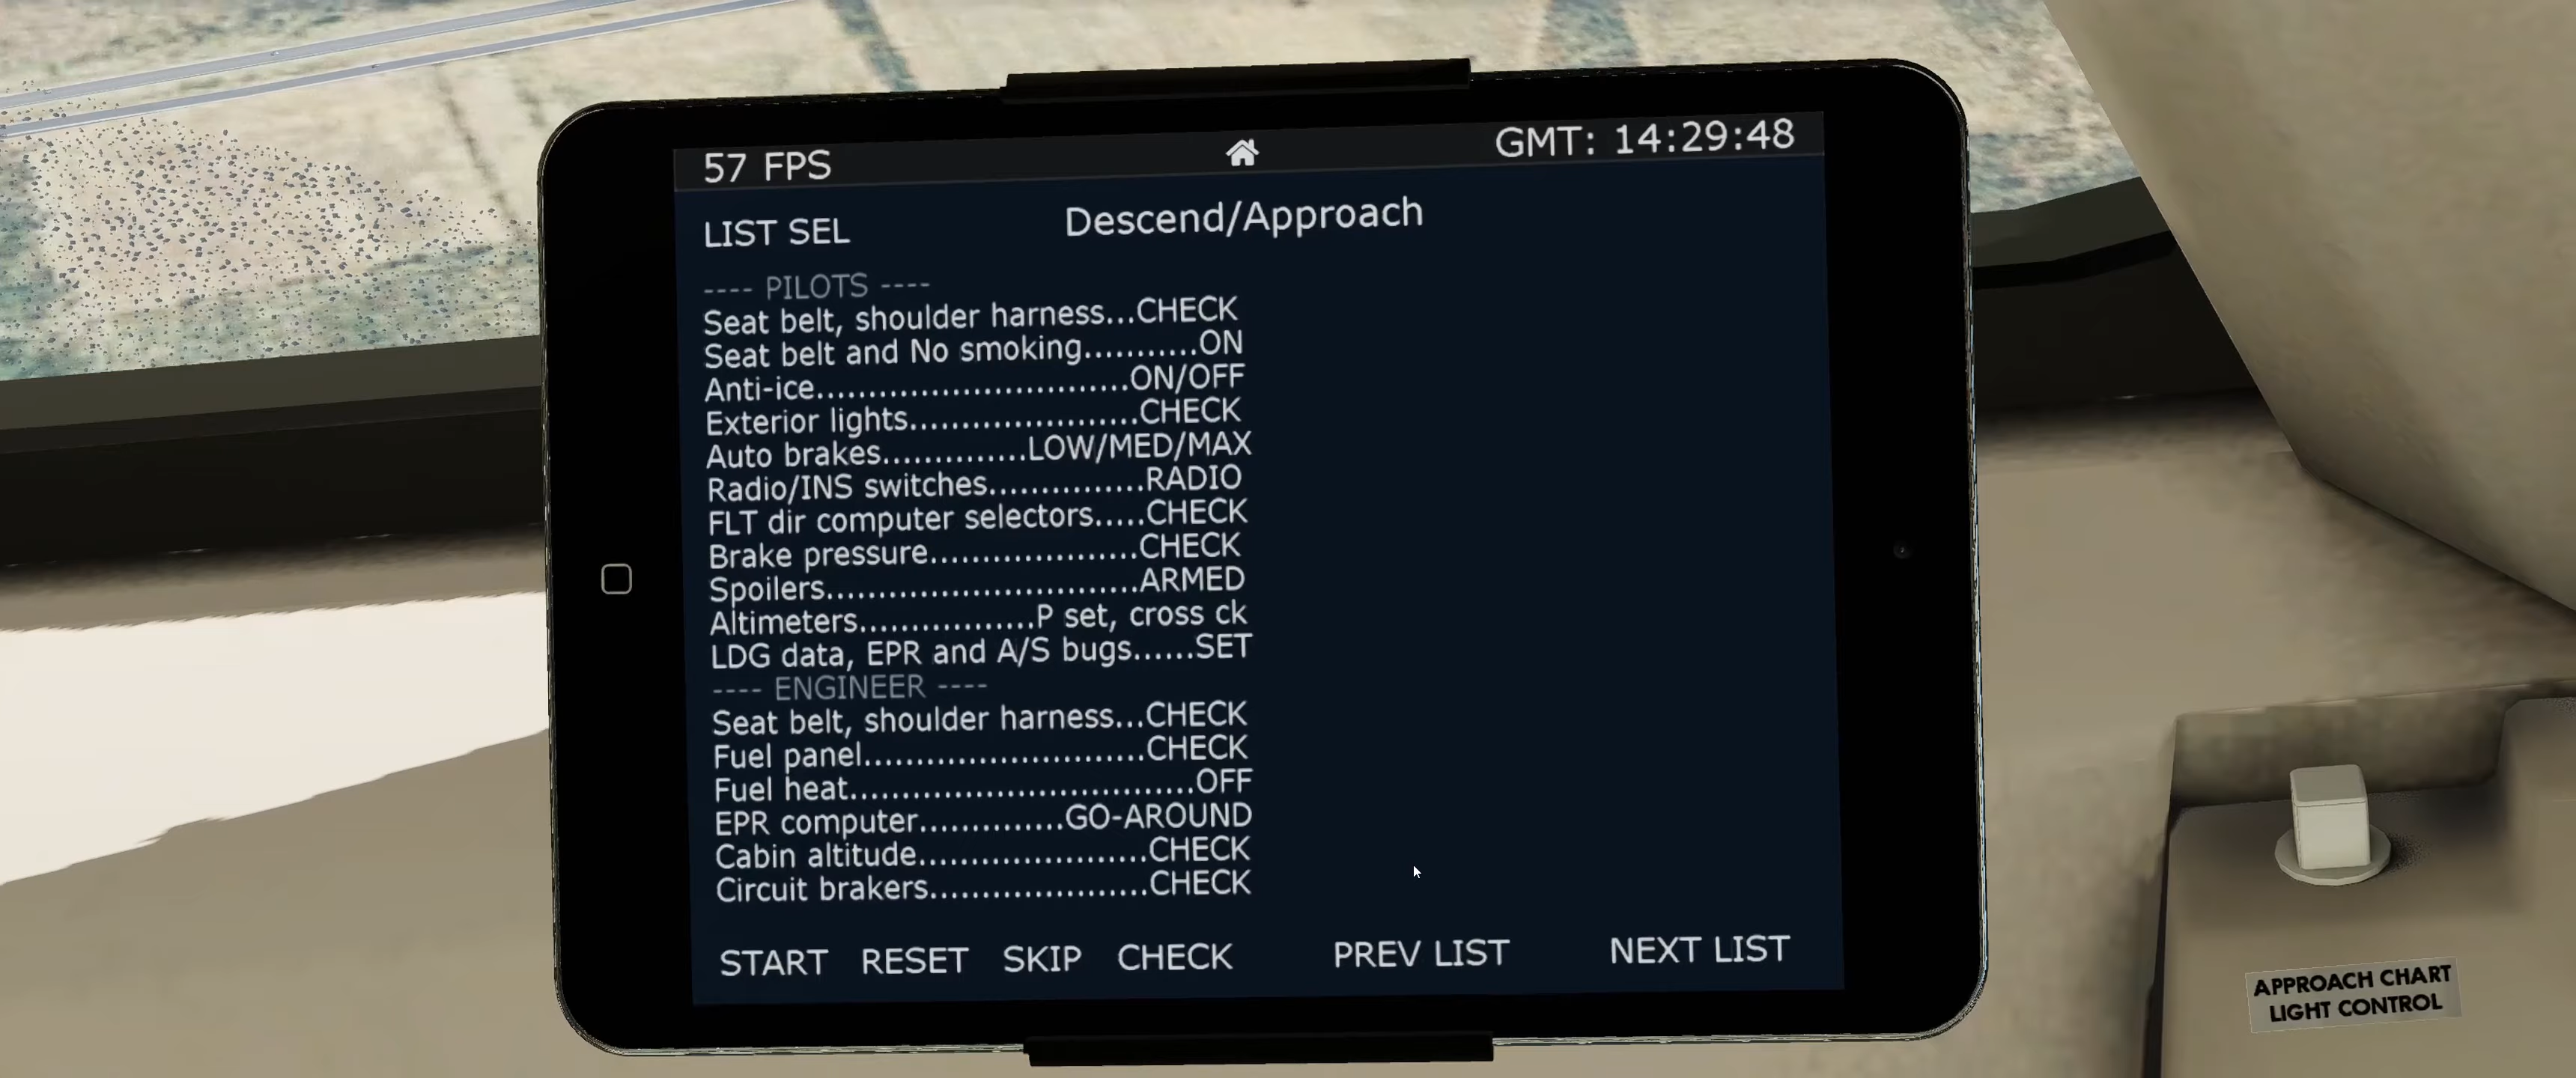 57 FPS
GMT: 14:29:48
LIST SEL
Descend/Approach
---- PILOTS ----
Seat belt, shoulder harness...CHECK
Seat belt and No smoking...........ON
Anti-ice..............................ON/OFF
Exterior lights......................CHECK
Auto brakes.............LOW/MED/MAX
Radio/INS switches...............RADIO
FLT dir computer selectors.....CHECK
Brake pressure....................CHECK
Spoilers..............................ARMED
Altimeters................P set, cross ck
LDG data, EPR and A/S bugs......SET
---- ENGINEER ----
Seat belt, shoulder harness...CHECK
Fuel panel...........................CHECK
Fuel heat.................................OFF
EPR computer.............GO-AROUND
Cabin altitude......................CHECK
Circuit brakers.....................CHECK
START RESET SKIP CHECK PREV LIST NEXT LIST
APPROACH CHART
LIGHT CONTROL